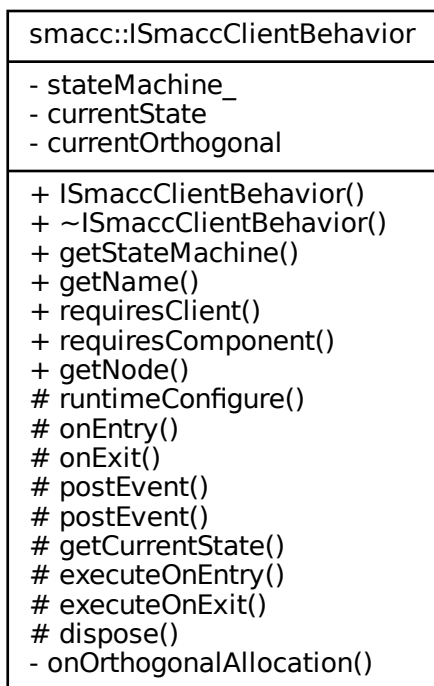 smacc::ISmaccClientBehavior
- stateMachine_
- currentState
- currentOrthogonal
+ ISmaccClientBehavior()
+ ~ISmaccClientBehavior()
+ getStateMachine()
+ getName()
+ requiresClient()
+ requiresComponent()
+ getNode()
# runtimeConfigure()
# onEntry()
# onExit()
# postEvent()
# postEvent()
# getCurrentState()
# executeOnEntry()
# executeOnExit()
# dispose()
- onOrthogonalAllocation()